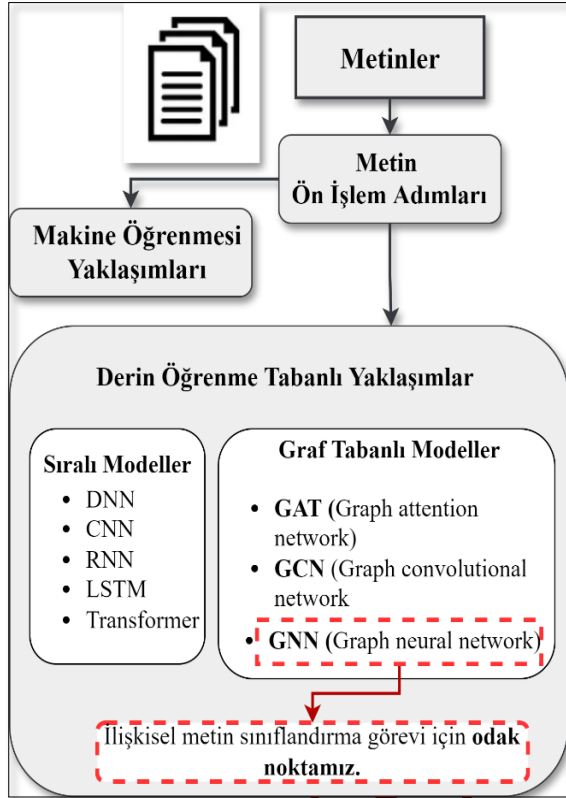 Metinler
Metin
Ön İşlem Adımları
Makine Öğrenmesi
Yaklaşımları
Derin Öğrenme Tabanlı Yaklaşımlar
Sıralı Modeller
• DNN
• CNN
• RNN
• LSTM
• Transformer
Graf Tabanlı Modeller
• GAT (Graph attention
network)
• GCN (Graph convolutional
network
• GNN (Graph neural network)
İlişkisel metin sınıflandırma görevi için odak
noktamız.